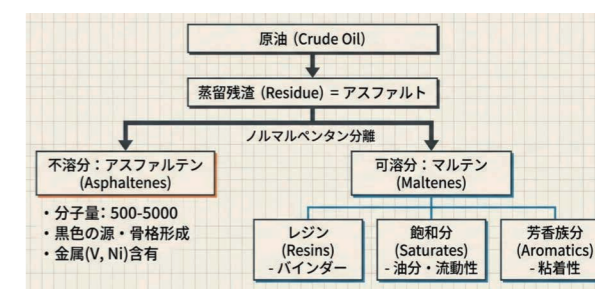 原油 (Crude Oil)
蒸留残渣 (Residue) = アスファルト
ノルマルペンタン分離
不溶分：アスファルテン
(Asphaltenes)
・分子量: 500-5000
・黒色の源・骨格形成
・金属(V, Ni)含有
可溶分：マルテン
(Maltenes)
レジン
(Resins)
- バインダー
飽和分
(Saturates)
- 油分・流動性
芳香族分
(Aromatics)
- 粘着性